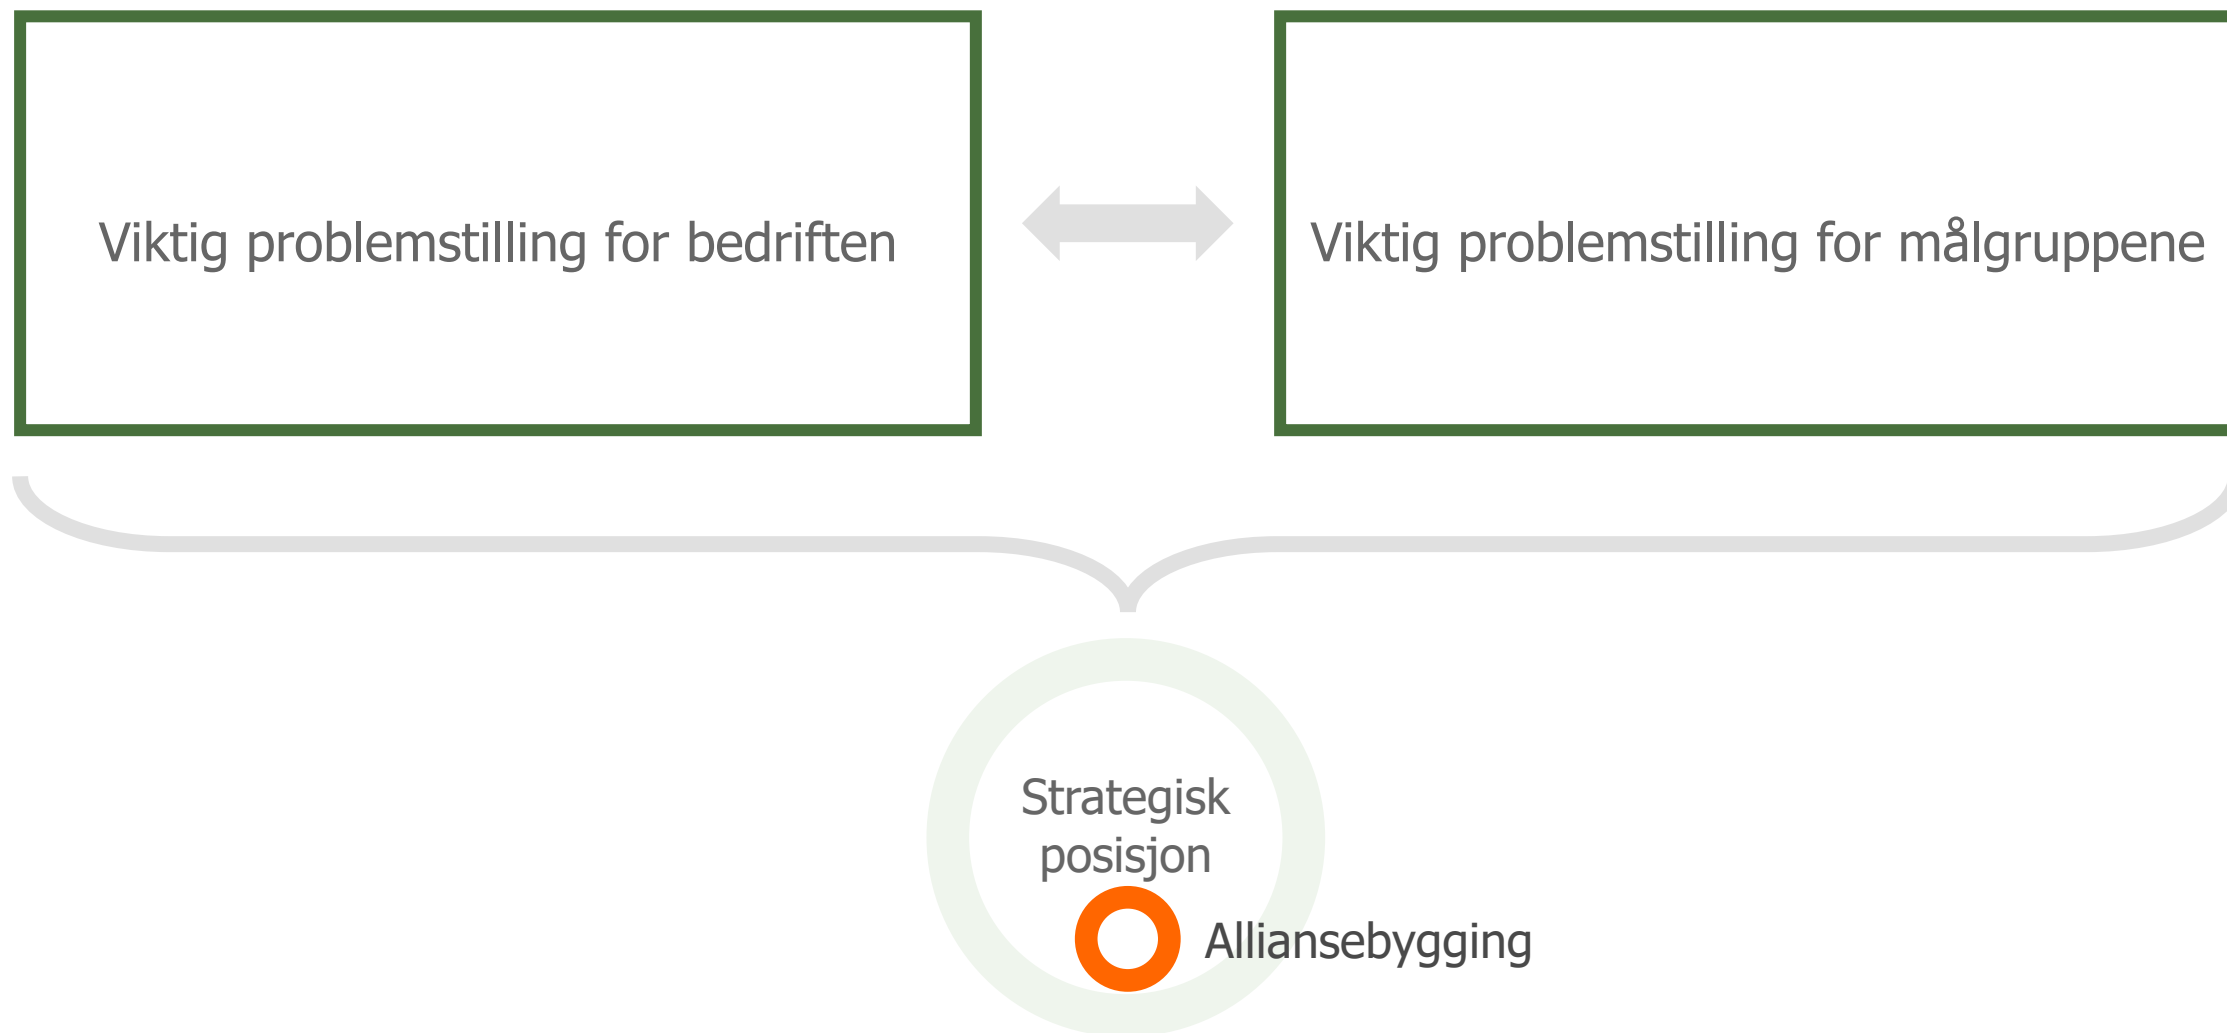 Viktig problemstilling for bedriften
Viktig problemstilling for målgruppene
Strategisk
posisjon
Alliansebygging